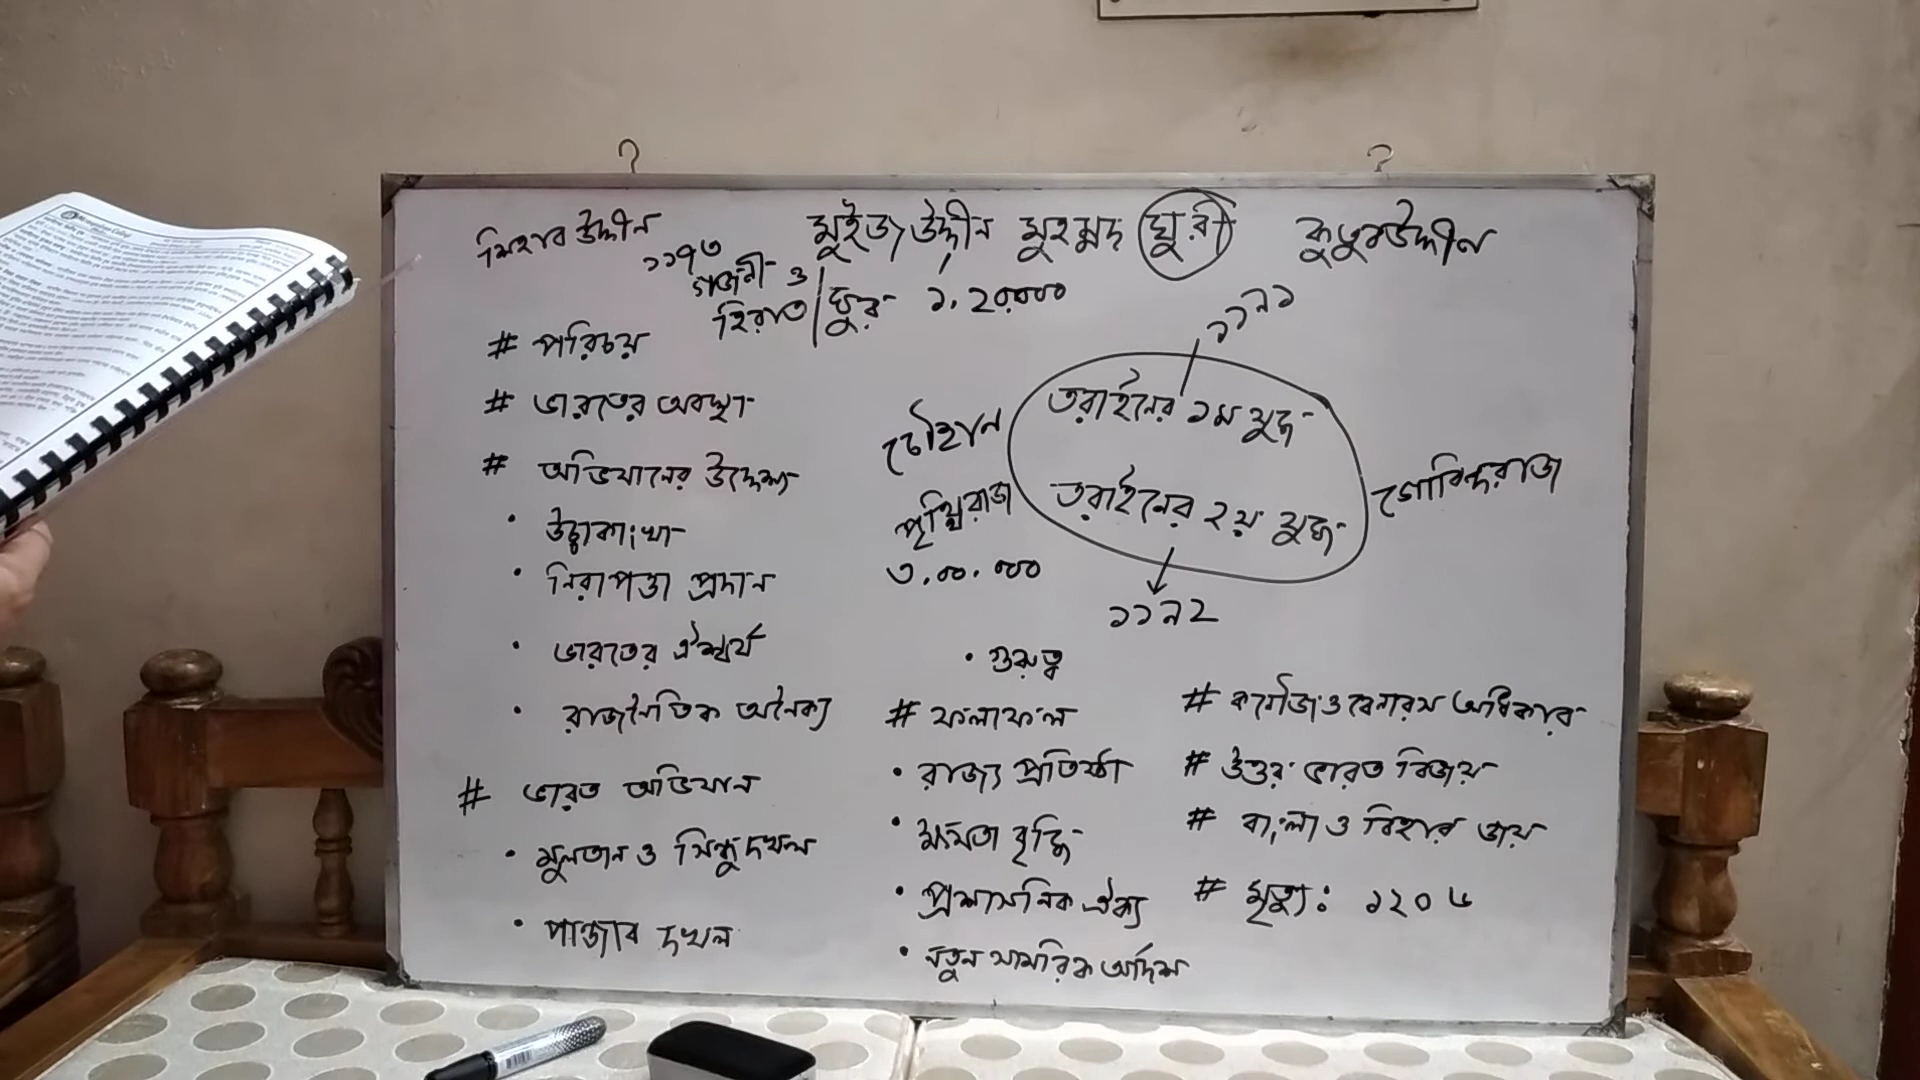 শিহাব উদ্দীন
মুইজ উদ্দীন মুহম্মদ ঘুরী
কুতুবউদ্দীন
১১৭৩
গজনী ও
হিরাত | ঘুর
১,২০০০০
# পরিচয়
# ভারতের অবস্থা
# অভিযানের উদ্দেশ্য
• উচ্চাকাংখা
• নিরাপত্তা প্রদান
• ভারতের ঐশ্বর্য
• রাজনৈতিক অনৈক্য
# ভারত অভিযান
• মুলতান ও সিন্ধু দখল
• পাঞ্জাব দখল
১১৯১
তরাইনের ১ম যুদ্ধ
তরাইনের ২য় যুদ্ধ
১১৯২
চৌহান
পৃথ্বিরাজ
৩,০০,০০০
গোবিন্দরাজ
• গুরুত্ব
# ফলাফল
• রাজ্য প্রতিষ্ঠা
• ক্ষমতা বৃদ্ধি
• প্রশাসনিক ঐক্য
• নতুন সামরিক আদর্শ
# কনৌজ ও বেনারস অধিকার
# উত্তর ভারত বিজয়
# বাংলা ও বিহার জয়
# মৃত্যু : ১২০৬